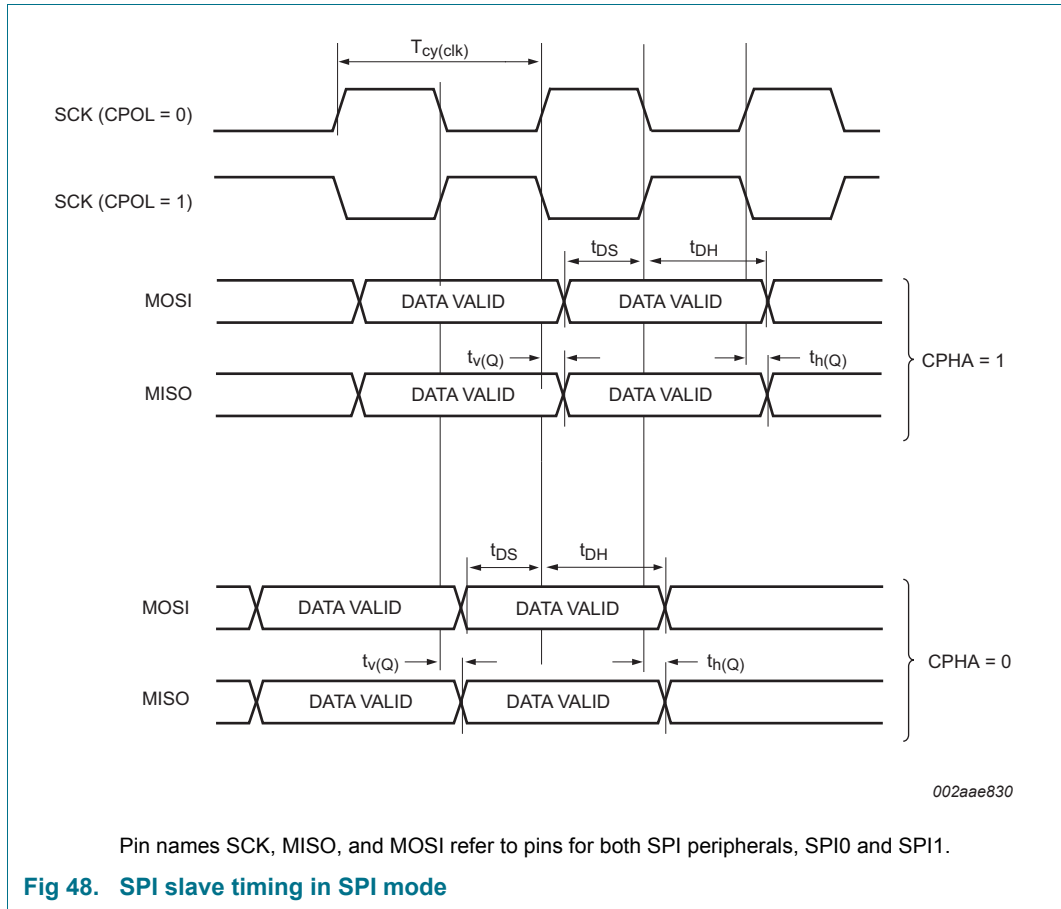 Tcy(clk)
SCK (CPOL = 0)
SCK (CPOL = 1)
tDS tDH
MOSI DATA VALID DATA VALID
tv(Q) th(Q)
CPHA = 1
MISO DATA VALID DATA VALID
tDS tDH
MOSI DATA VALID DATA VALID
tv(Q) th(Q)
CPHA = 0
MISO DATA VALID DATA VALID
002aae830
Pin names SCK, MISO, and MOSI refer to pins for both SPI peripherals, SPI0 and SPI1.
Fig 48. SPI slave timing in SPI mode